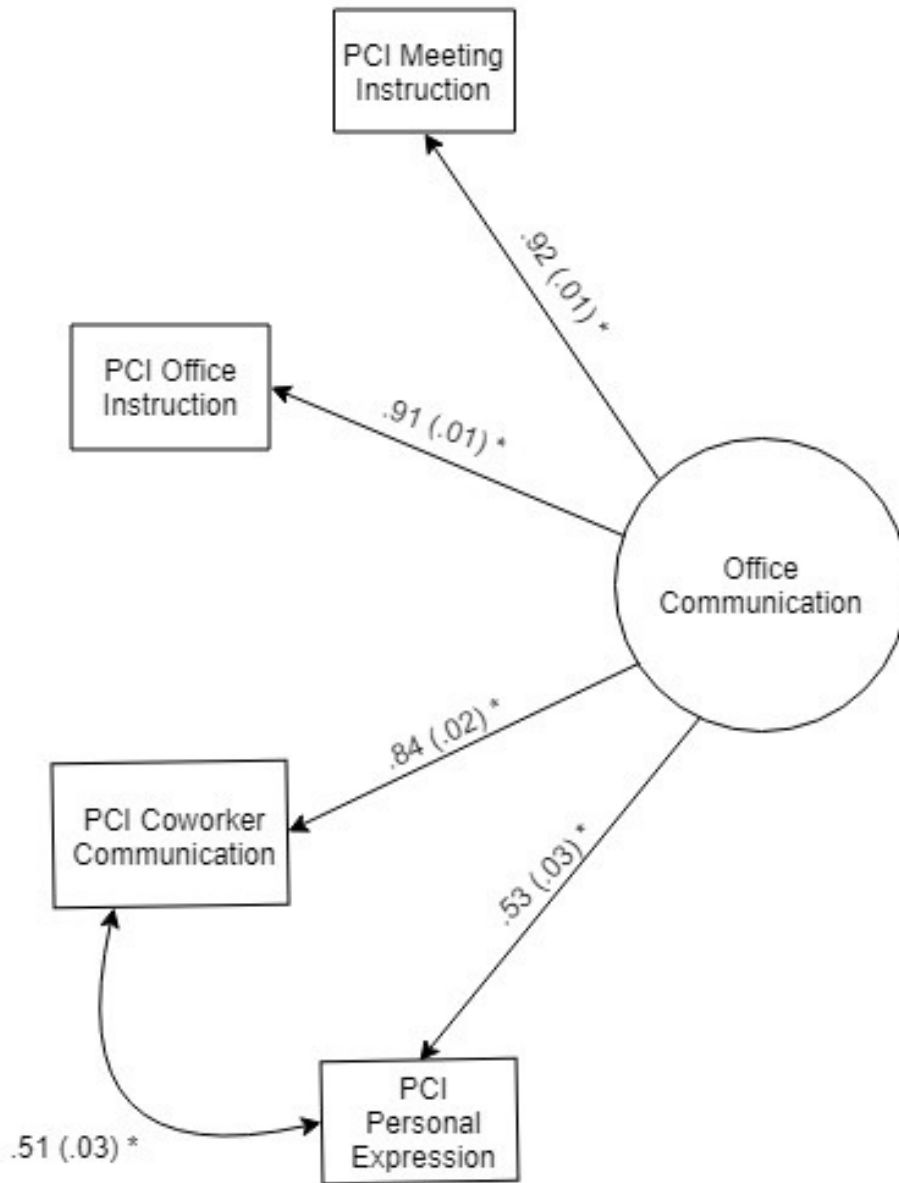 PCI Meeting
Instruction
.92 (.01) *
PCI Office
Instruction
.91 (.01) *
Office
Communication
.84 (.02) *
PCI Coworker
Communication
.53 (.03) *
PCI
Personal
Expression
.51 (.03) *